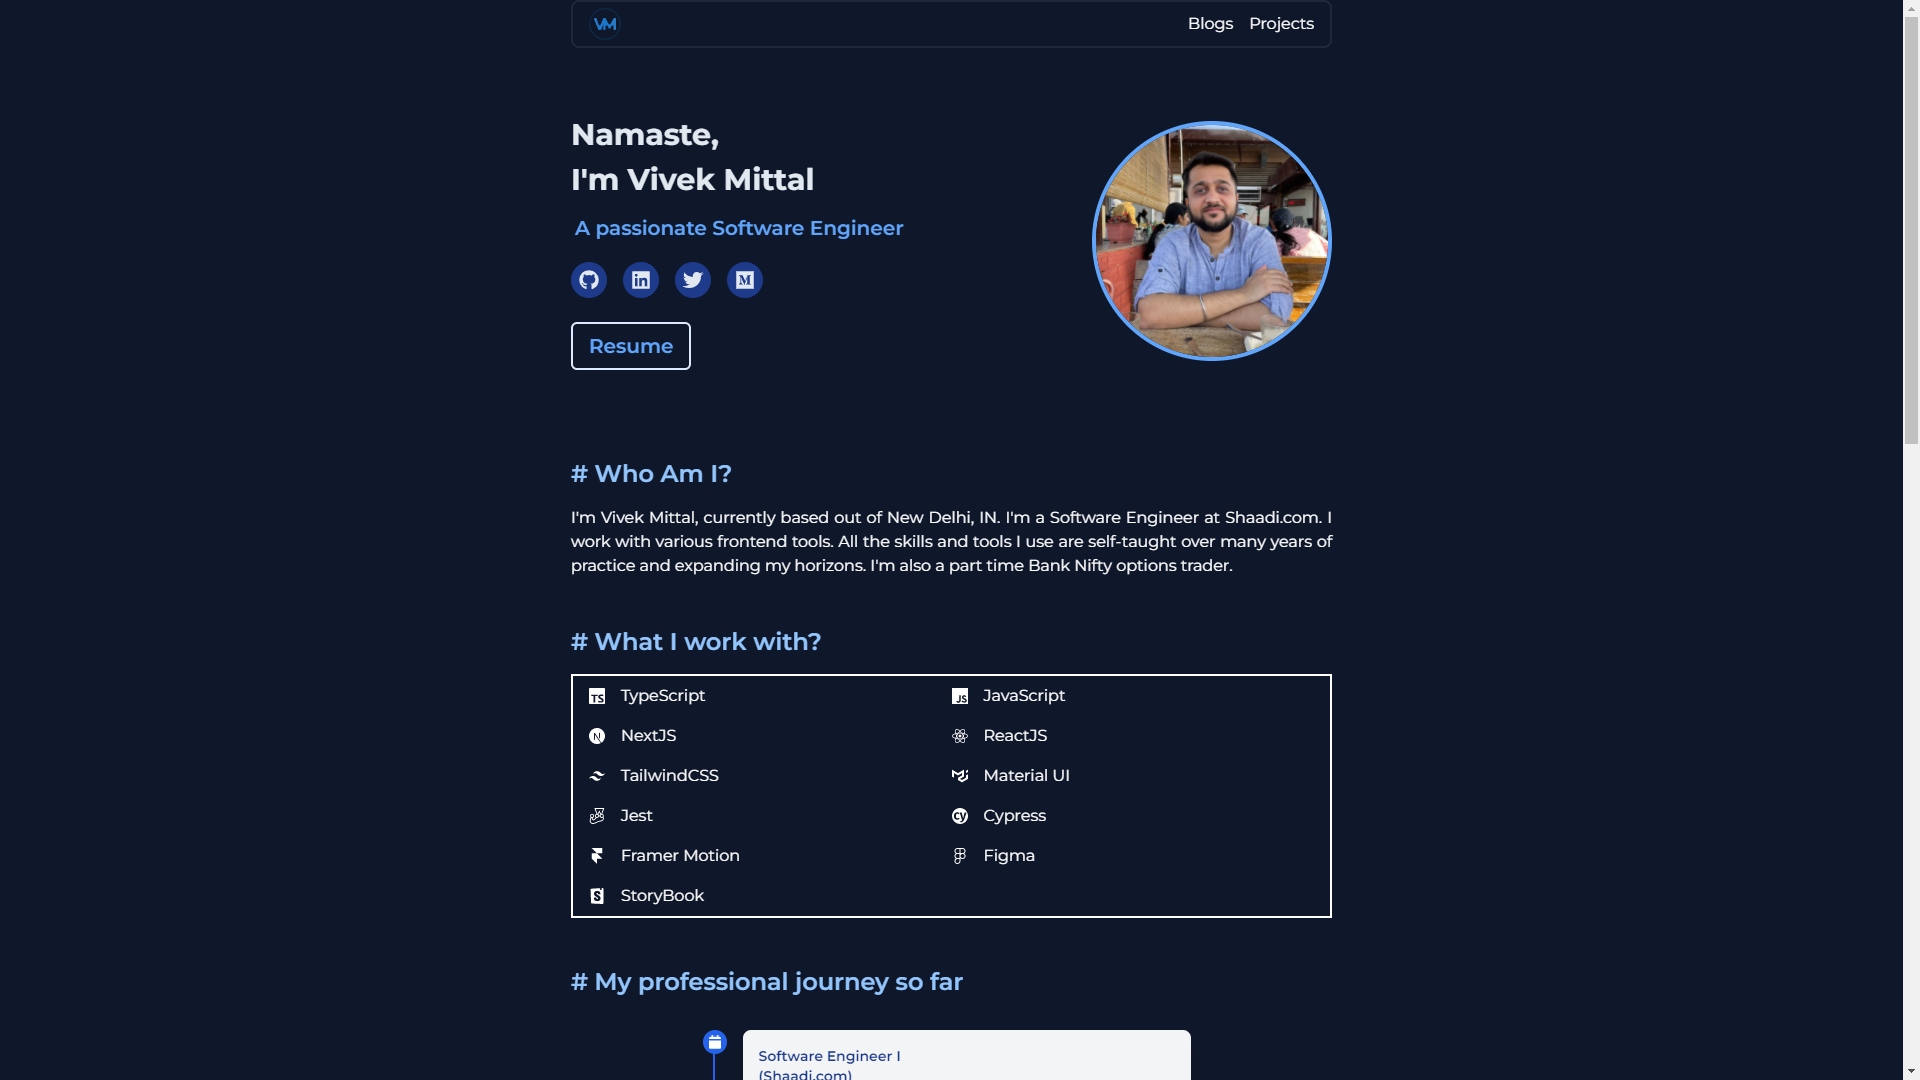 VM
Blogs Projects
Namaste,
I'm Vivek Mittal
A passionate Software Engineer
Resume
# Who Am I?
I'm Vivek Mittal, currently based out of New Delhi, IN. I'm a Software Engineer at Shaadi.com. I
work with various frontend tools. All the skills and tools I use are self-taught over many years of
practice and expanding my horizons. I'm also a part time Bank Nifty options trader.
# What I work with?
TypeScript
JavaScript
NextJS
ReactJS
TailwindCSS
Material UI
Jest
Cypress
Framer Motion
Figma
StoryBook
# My professional journey so far
Software Engineer I
(Shaadi.com)